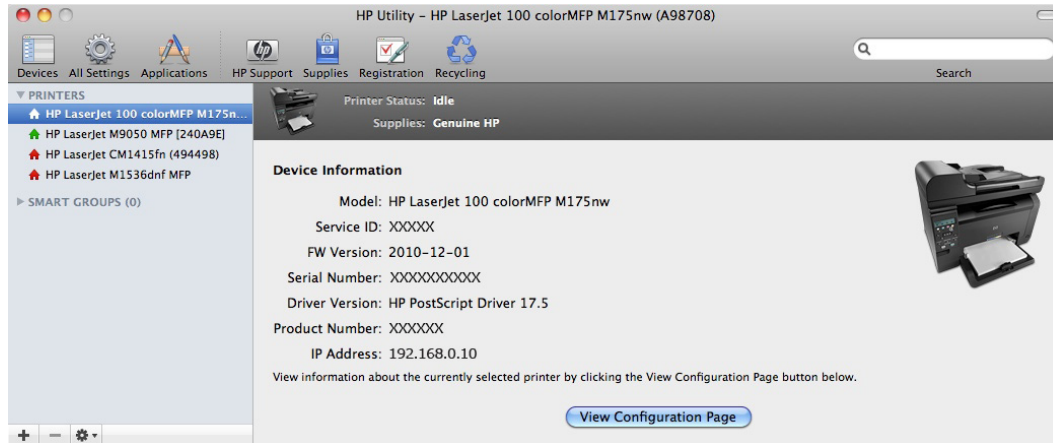 HP Utility – HP LaserJet 100 colorMFP M175nw (A98708)
Devices All Settings Applications HP Support Supplies Registration Recycling Search
PRINTERS
HP LaserJet 100 colorMFP M175n...
HP LaserJet M9050 MFP [240A9E]
HP LaserJet CM1415fn (494498)
HP LaserJet M1536dnf MFP
SMART GROUPS (0)
Printer Status: Idle
Supplies: Genuine HP
Device Information
Model: HP LaserJet 100 colorMFP M175nw
Service ID: XXXXX
FW Version: 2010-12-01
Serial Number: XXXXXXXXXX
Driver Version: HP PostScript Driver 17.5
Product Number: XXXXXX
IP Address: 192.168.0.10
View information about the currently selected printer by clicking the View Configuration Page button below.
View Configuration Page